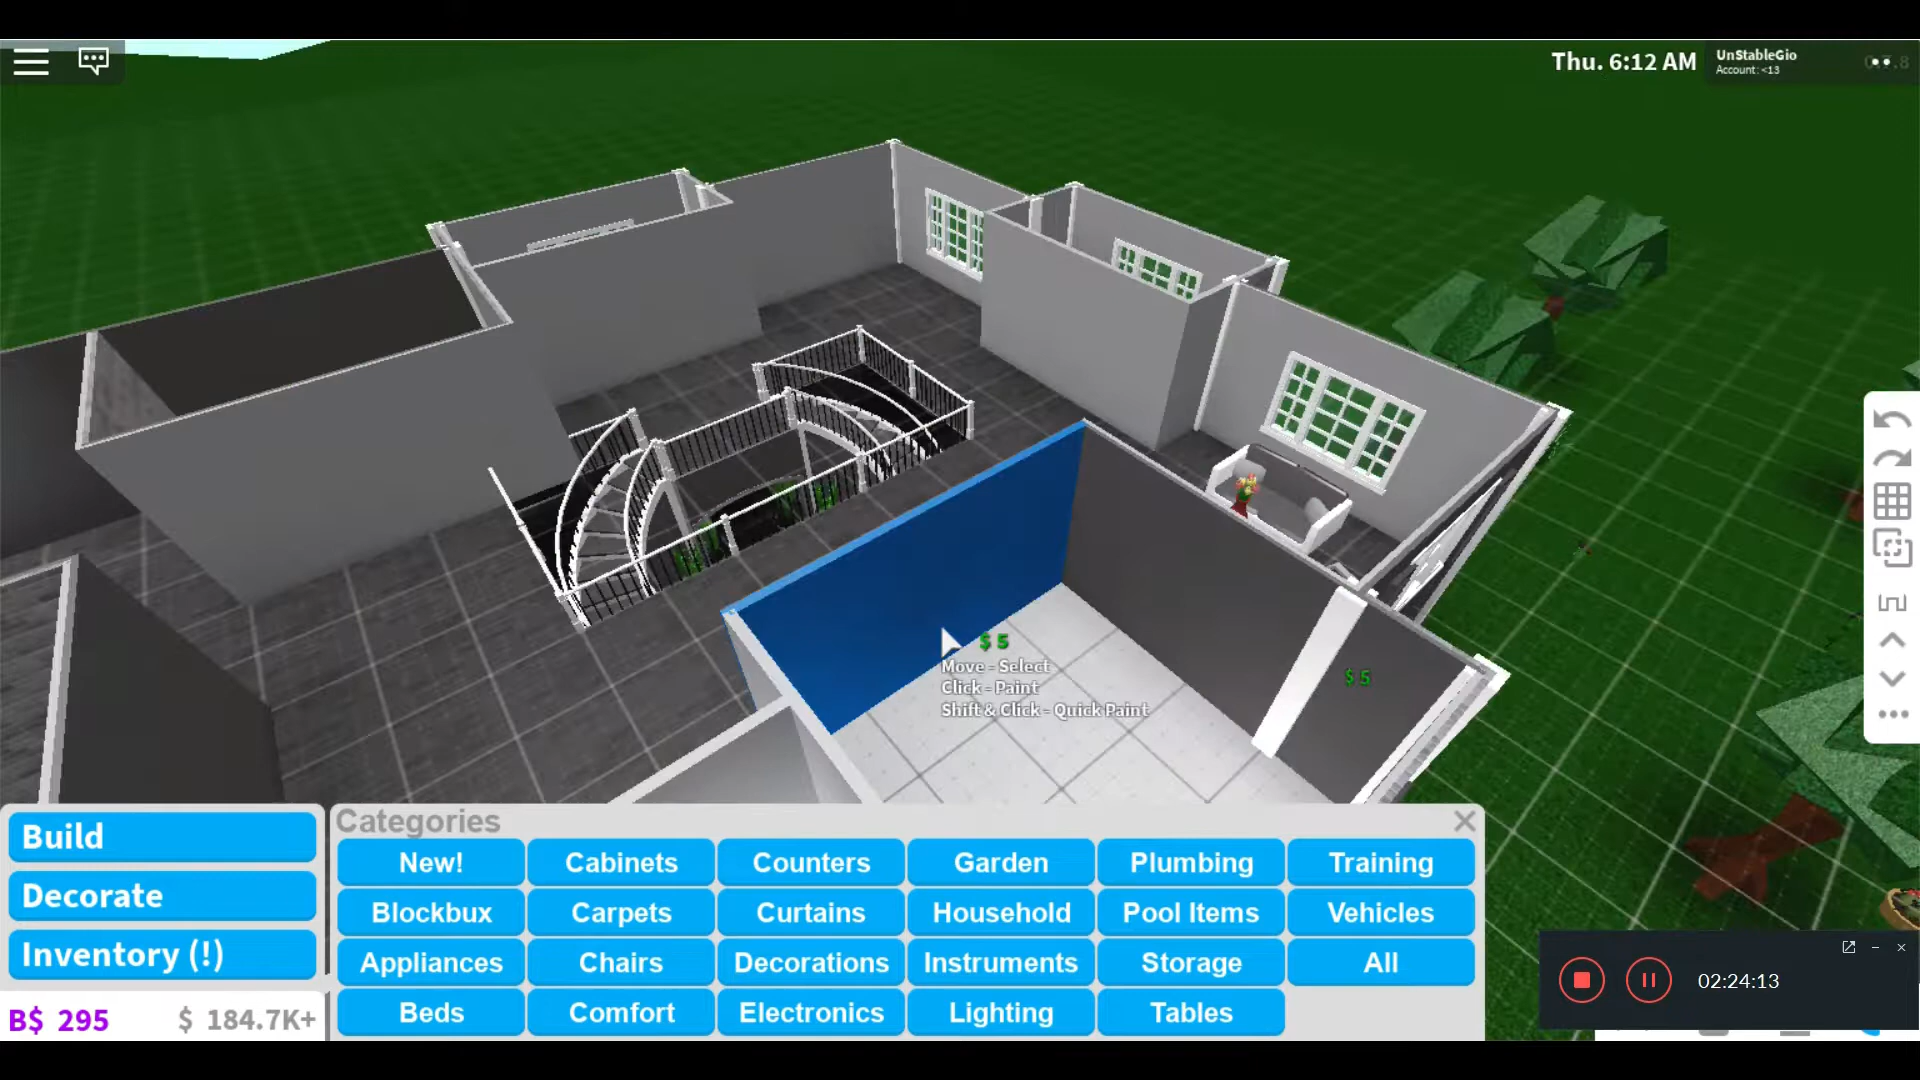 Thu. 6:12 AM
UnStableGio
Account: <13
$ 5
Move - Select
Click - Paint
Shift & Click - Quick Paint
$ 5
Build
Decorate
Inventory (!)
B$ 295
$ 184.7K+
Categories
New!
Cabinets
Counters
Garden
Plumbing
Training
Blockbux
Carpets
Curtains
Household
Pool Items
Vehicles
Appliances
Chairs
Decorations
Instruments
Storage
All
Beds
Comfort
Electronics
Lighting
Tables
02:24:13